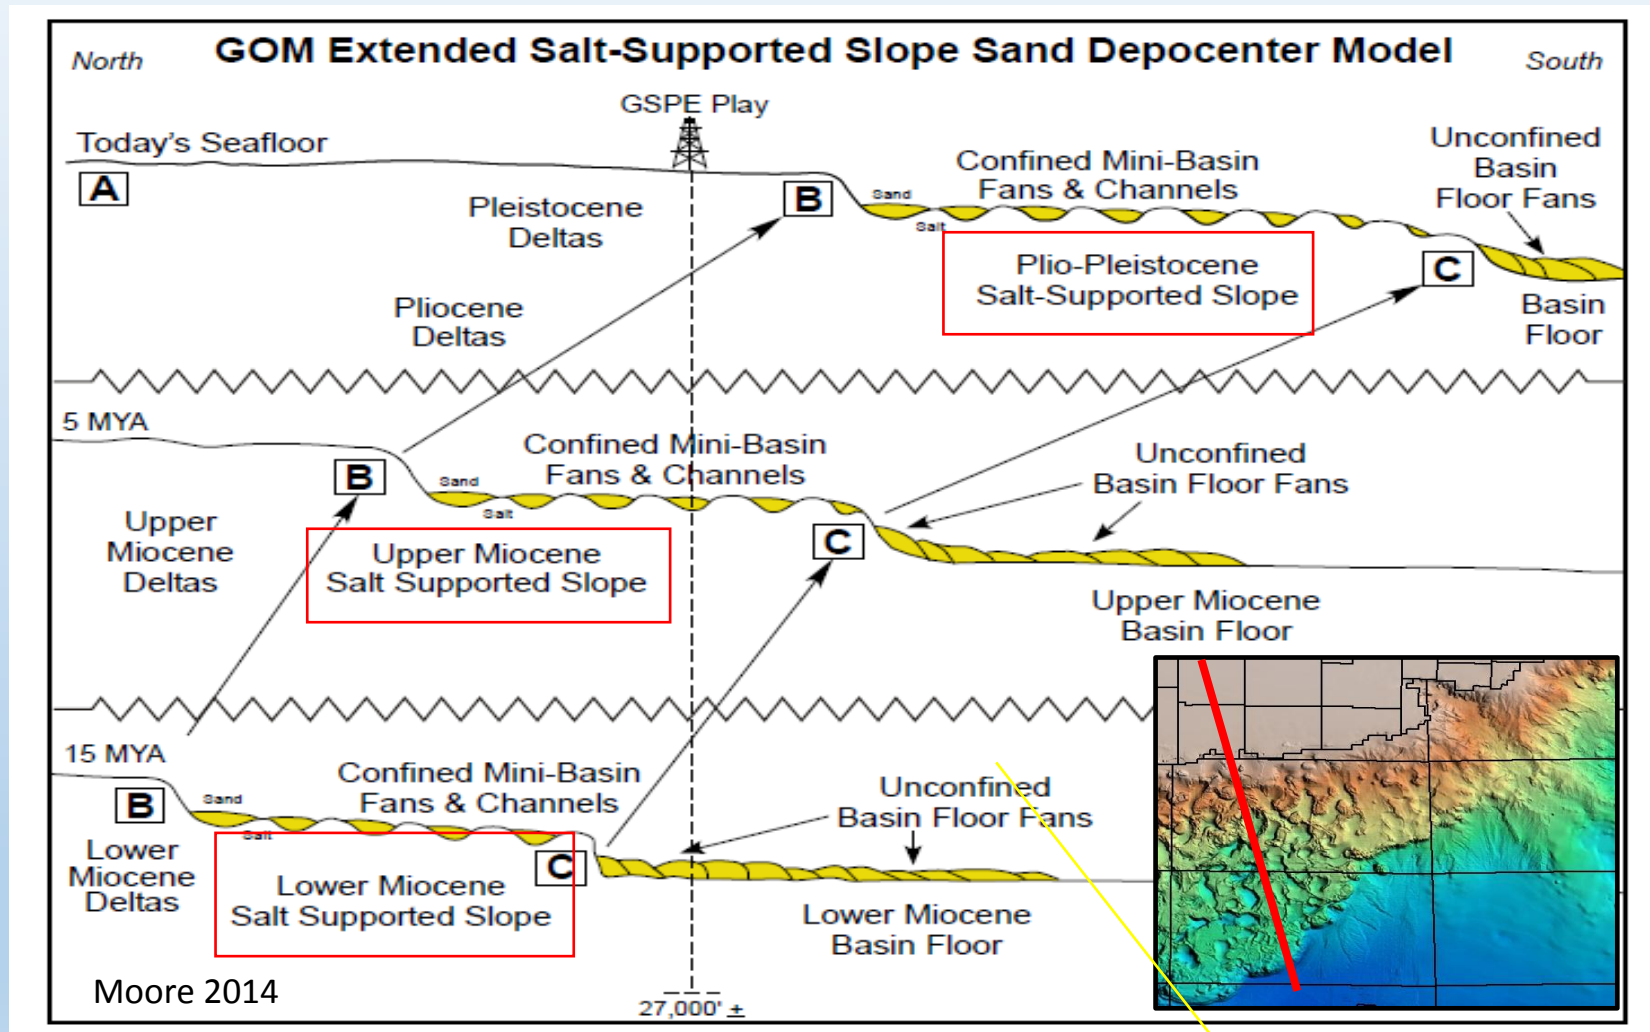 GOM Extended Salt-Supported Slope Sand Depocenter Model
North
South
GSPE Play
Today's Seafloor
A
Pleistocene
Deltas
B
Sand
Salt
Confined Mini-Basin
Fans & Channels
Unconfined
Basin
Floor Fans
Pliocene
Deltas
Plio-Pleistocene
Salt-Supported Slope
C
Basin
Floor
5 MYA
B
Confined Mini-Basin
Fans & Channels
Sand
Salt
Unconfined
Basin Floor Fans
Upper
Miocene
Deltas
Upper Miocene
Salt Supported Slope
C
Upper Miocene
Basin Floor
15 MYA
B
Sand
Salt
Confined Mini-Basin
Fans & Channels
Unconfined
Basin Floor Fans
Lower
Miocene
Deltas
Lower Miocene
Salt Supported Slope
C
Lower Miocene
Basin Floor
Moore 2014
27,000' ±